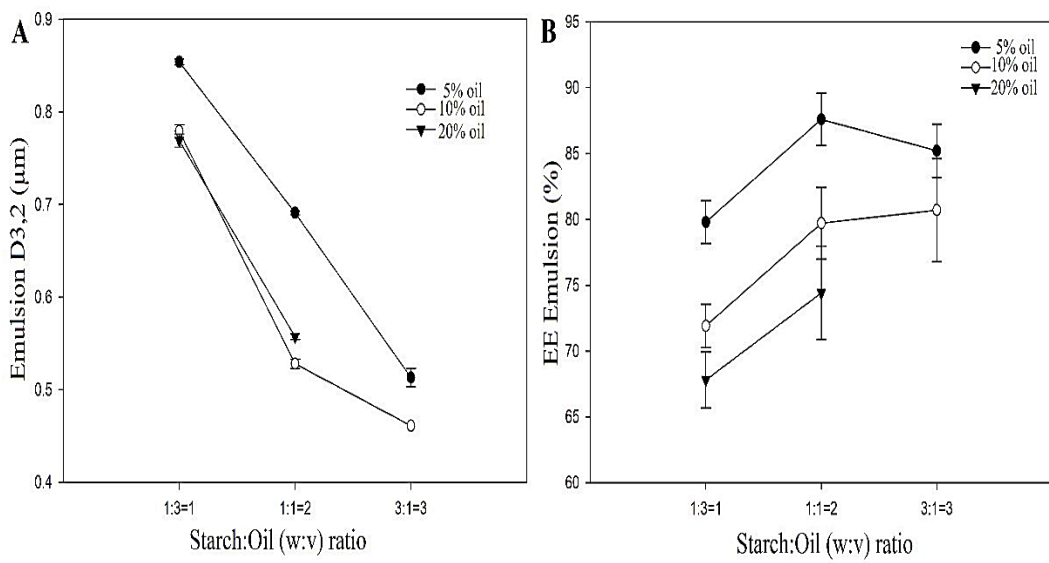 A
0.9
0.8
0.7
0.6
0.5
0.4
Emulsion D3,2 (µm)
5% oil
10% oil
20% oil
1:3=1
1:1=2
3:1=3
Starch:Oil (w:v) ratio
B
95
90
85
80
75
70
65
60
EE Emulsion (%)
5% oil
10% oil
20% oil
1:3=1
1:1=2
3:1=3
Starch:Oil (w:v) ratio